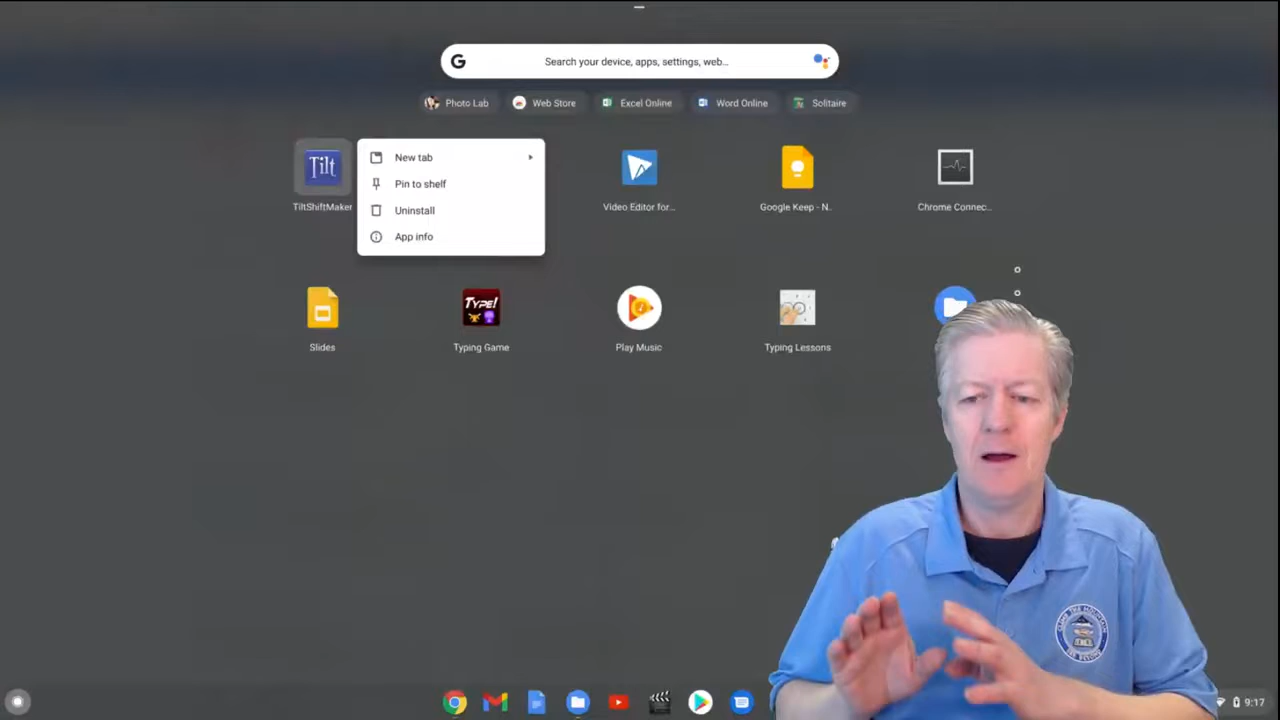 G
Search your device, apps, settings, web...
Photo Lab
Web Store
Excel Online
Word Online
Solitaire
Tilt
TiltShiftMaker
New tab
Pin to shelf
Uninstall
App info
Video Editor for...
Google Keep - N..
Chrome Connec...
TYPE!
Slides
Typing Game
Play Music
Typing Lessons
9:17